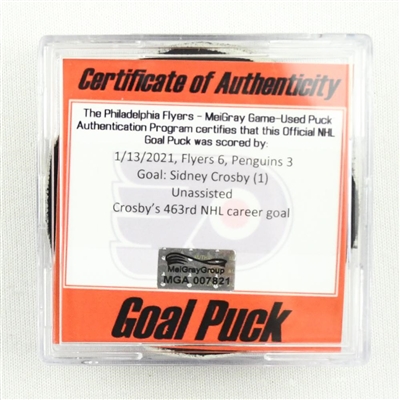 Certificate of Authenticity
The Philadelphia Flyers - MeiGray Game-Used Puck
Authentication Program certifies that this Official NHL
Goal Puck was scored by:
1/13/2021, Flyers 6, Penguins 3
Goal: Sidney Crosby (1)
Unassisted
Crosby's 463rd NHL career goal
MeiGrayGroup
MGA 007821
Goal Puck